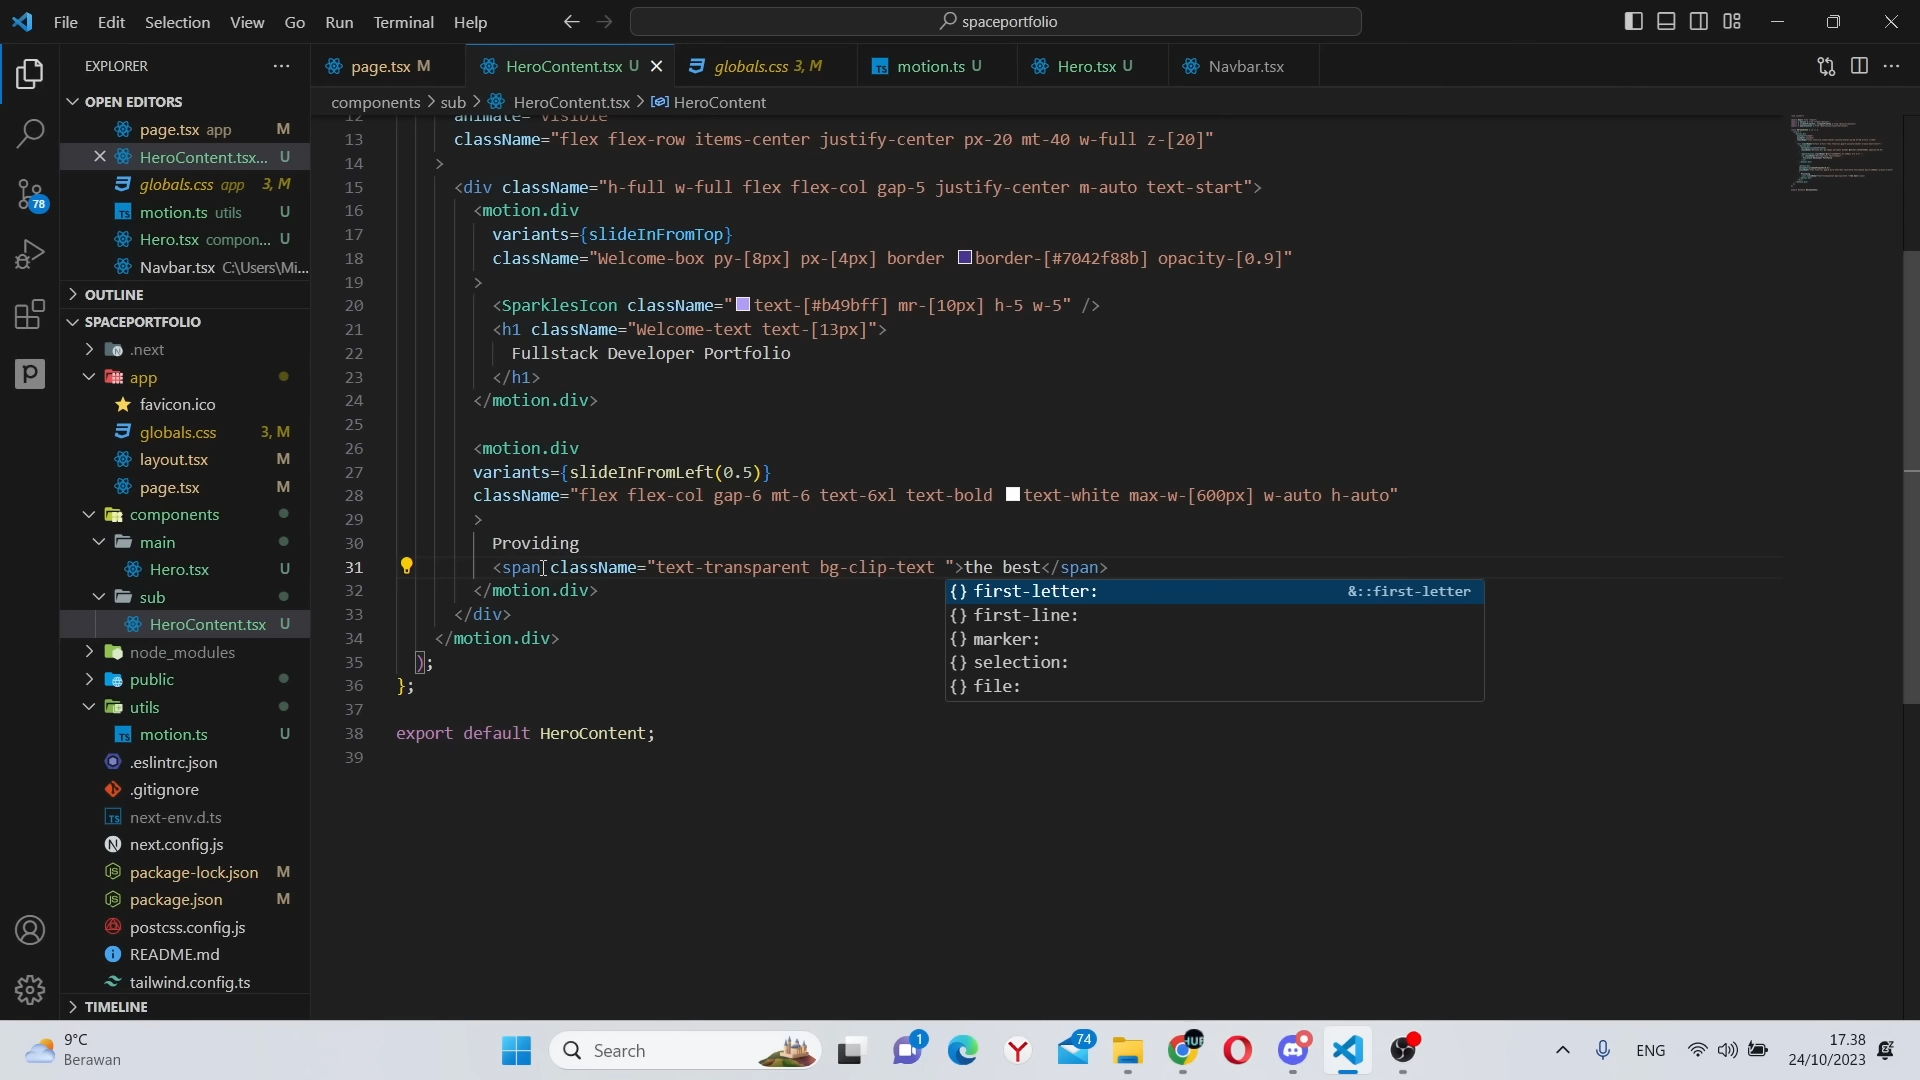 File Edit Selection View Go Run Terminal Help
spaceportfolio
EXPLORER
page.tsx M
HeroContent.tsx U
globals.css 3, M
motion.ts U
Hero.tsx U
Navbar.tsx
components > sub > HeroContent.tsx > HeroContent
OPEN EDITORS
page.tsx app M
HeroContent.tsx... U
globals.css app 3, M
motion.ts utils U
Hero.tsx compon... U
Navbar.tsx C:\Users\Mi...
OUTLINE
SPACEPORTFOLIO
.next
app
favicon.ico
globals.css 3, M
layout.tsx M
page.tsx M
components
main
Hero.tsx U
sub
HeroContent.tsx U
node_modules
public
utils
motion.ts U
.eslintrc.json
.gitignore
next-env.d.ts
next.config.js
package-lock.json M
package.json M
postcss.config.js
README.md
tailwind.config.ts
TIMELINE
78
12 animate="visible"
13 className="flex flex-row items-center justify-center px-20 mt-40 w-full z-[20]"
14 >
15 <div className="h-full w-full flex flex-col gap-5 justify-center m-auto text-start">
16 <motion.div
17 variants={slideInFromTop}
18 className="Welcome-box py-[8px] px-[4px] border border-[#7042f88b] opacity-[0.9]"
19 >
20 <SparklesIcon className="text-[#b49bff] mr-[10px] h-5 w-5" />
21 <h1 className="Welcome-text text-[13px]">
22 Fullstack Developer Portfolio
23 </h1>
24 </motion.div>
25
26 <motion.div
27 variants={slideInFromLeft(0.5)}
28 className="flex flex-col gap-6 mt-6 text-6xl text-bold text-white max-w-[600px] w-auto h-auto"
29 >
30 Providing
31 <span className="text-transparent bg-clip-text ">the best</span>
32 </motion.div>
33 </div>
34 </motion.div>
35 );
36 };
37
38 export default HeroContent;
39
{} first-letter: &::first-letter
{} first-line:
{} marker:
{} selection:
{} file:
9°C
Berawan
Search
1
74
HUB
ENG
17.38
24/10/2023